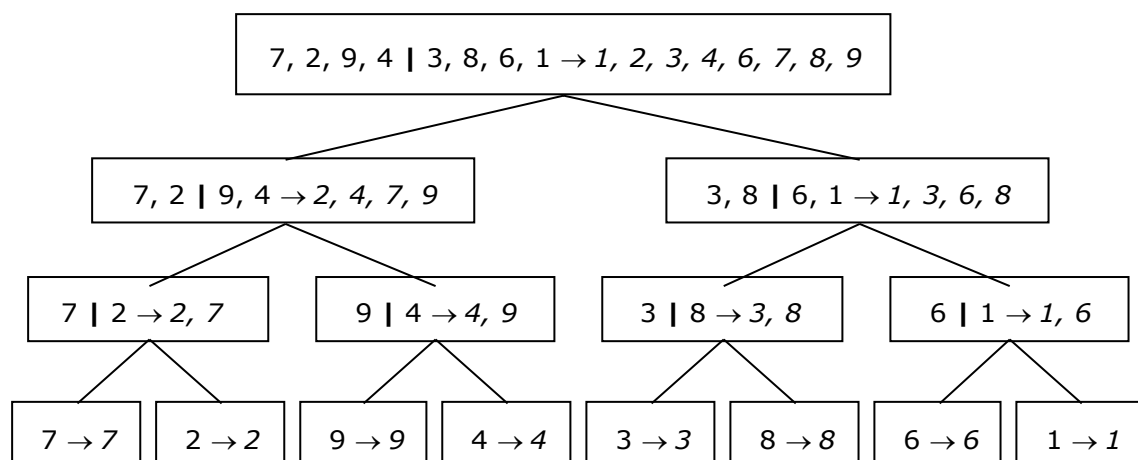 7, 2, 9, 4 | 3, 8, 6, 1 → 1, 2, 3, 4, 6, 7, 8, 9
7, 2 | 9, 4 → 2, 4, 7, 9
3, 8 | 6, 1 → 1, 3, 6, 8
7 | 2 → 2, 7
9 | 4 → 4, 9
3 | 8 → 3, 8
6 | 1 → 1, 6
7 → 7
2 → 2
9 → 9
4 → 4
3 → 3
8 → 8
6 → 6
1 → 1